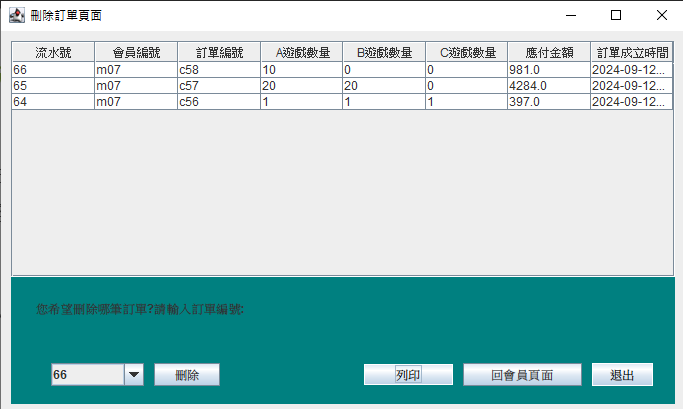 刪除訂單頁面
流水號 會員編號 訂單編號 A遊戲數量 B遊戲數量 C遊戲數量 應付金額 訂單成立時間
66 m07 c58 10 0 0 981.0 2024-09-12...
65 m07 c57 20 20 0 4284.0 2024-09-12...
64 m07 c56 1 1 1 397.0 2024-09-12...
您希望刪除哪筆訂單?請輸入訂單編號:
66 刪除 列印 回會員頁面 退出